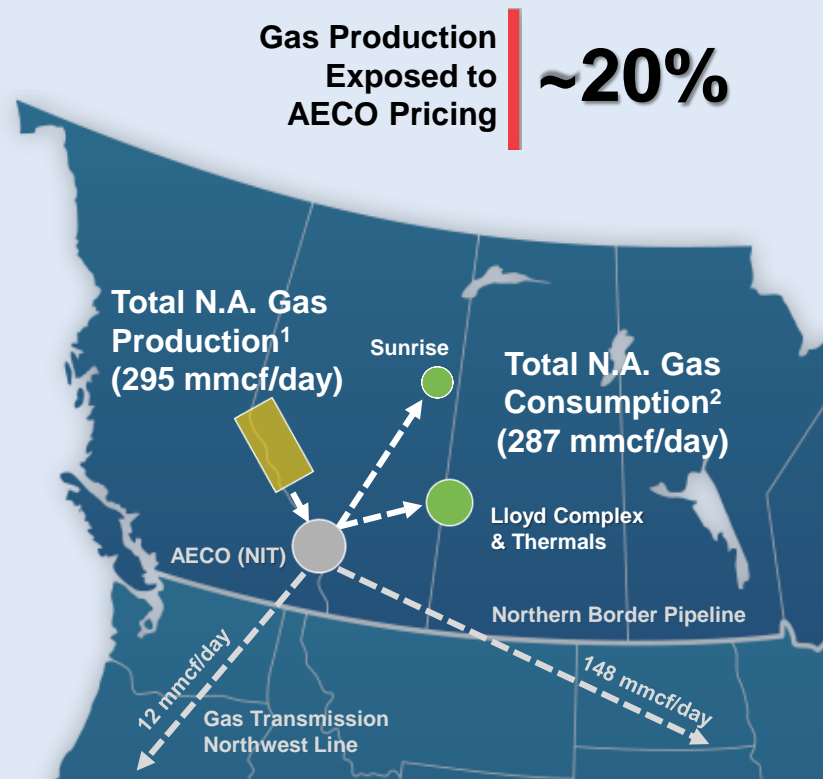 Gas Production
Exposed to
AECO Pricing
~20%
Total N.A. Gas
Production1
(295 mmcf/day)
Sunrise
Total N.A. Gas
Consumption2
(287 mmcf/day)
Lloyd Complex
& Thermals
AECO (NIT)
Northern Border Pipeline
12 mmcf/day
148 mmcf/day
Gas Transmission
Northwest Line